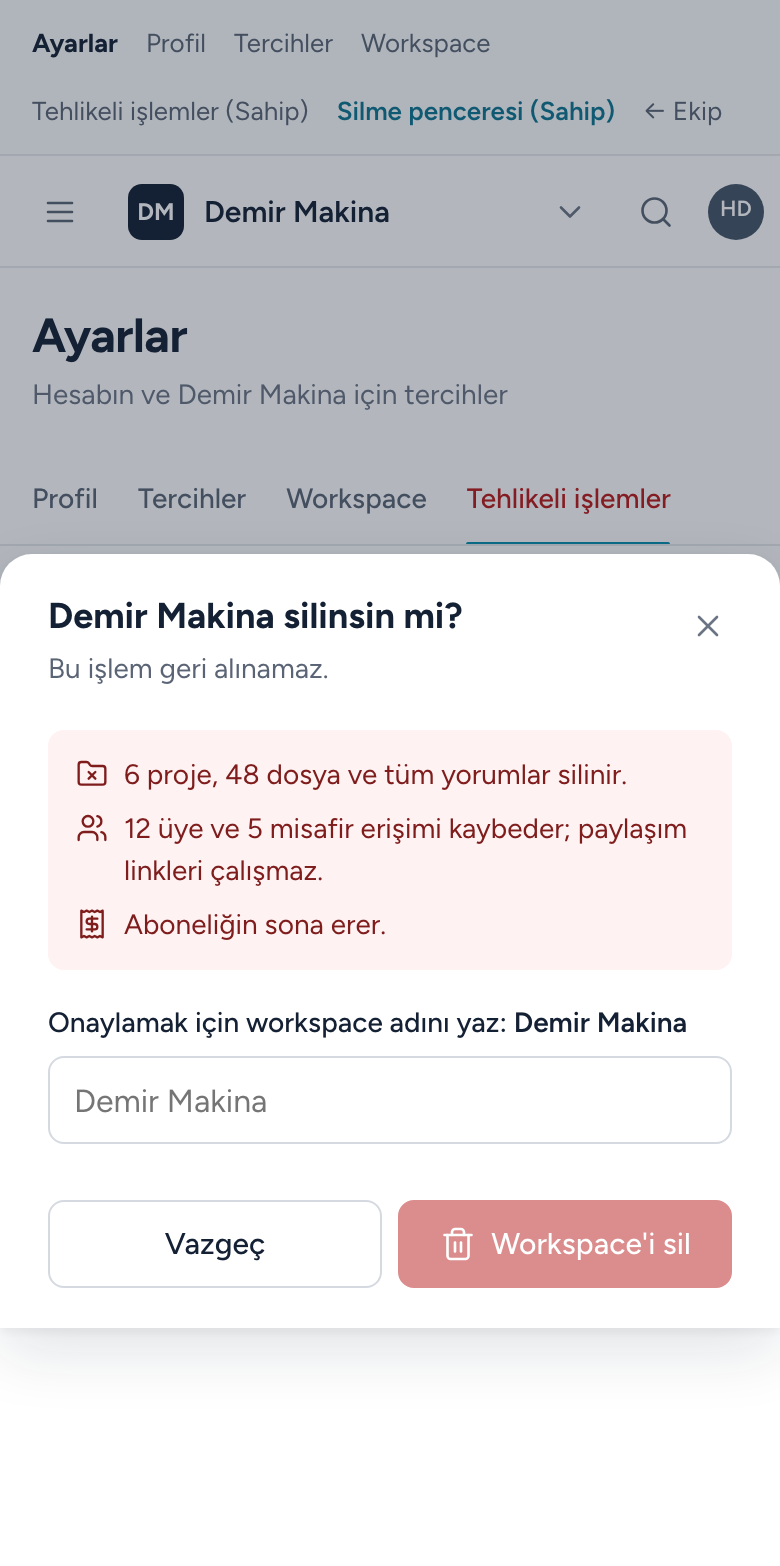 Ayarlar Profil Tercihler Workspace
Tehlikeli işlemler (Sahip) Silme penceresi (Sahip) ← Ekip
DM Demir Makina HD
Ayarlar
Hesabın ve Demir Makina için tercihler
Profil Tercihler Workspace Tehlikeli işlemler
Demir Makina silinsin mi?
Bu işlem geri alınamaz.
6 proje, 48 dosya ve tüm yorumlar silinir.
12 üye ve 5 misafir erişimi kaybeder; paylaşım
linkleri çalışmaz.
Aboneliğin sona erer.
Onaylamak için workspace adını yaz: Demir Makina
Demir Makina
Vazgeç Workspace'i sil